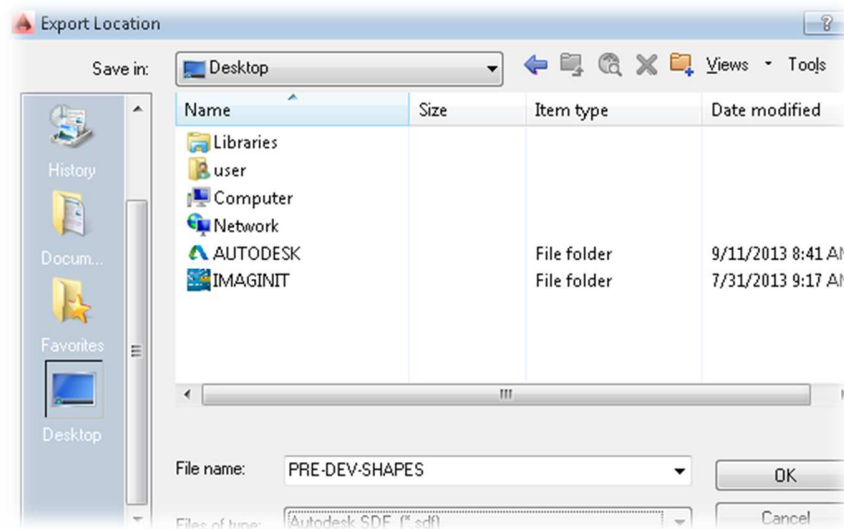 Export Location
Save in: Desktop Views Tools
Name Size Item type Date modified
Libraries
user
Computer
Network
AUTODESK File folder 9/11/2013 8:41 AM
IMAGINIT File folder 7/31/2013 9:17 AM
History
Docum...
Favorites
Desktop
File name: PRE-DEV-SHAPES OK
Files of type: Autodesk SDF (*.sdf) Cancel